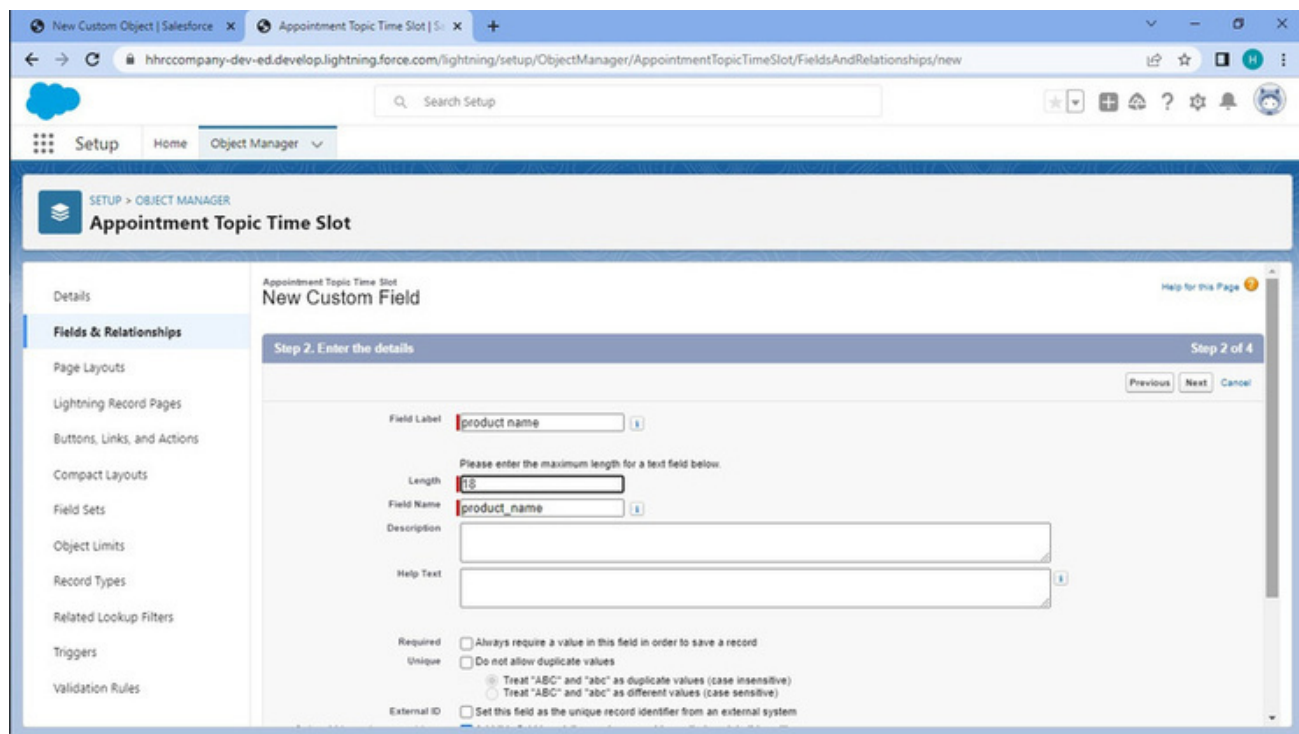 New Custom Object | Salesforce
Appointment Topic Time Slot | S
hhrccompany-dev-ed.develop.lightning.force.com/lightning/setup/ObjectManager/AppointmentTopicTimeSlot/FieldsAndRelationships/new
H
Search Setup
Setup Home Object Manager
SETUP > OBJECT MANAGER
Appointment Topic Time Slot
Details
Fields & Relationships
Page Layouts
Lightning Record Pages
Buttons, Links, and Actions
Compact Layouts
Field Sets
Object Limits
Record Types
Related Lookup Filters
Triggers
Validation Rules
Appointment Topic Time Slot
New Custom Field
Help for this Page
Step 2. Enter the details Step 2 of 4
Previous Next Cancel
Field Label product name
Please enter the maximum length for a text field below.
Length 18
Field Name product_name
Description
Help Text
Required Always require a value in this field in order to save a record
Unique Do not allow duplicate values
Treat "ABC" and "abc" as duplicate values (case insensitive)
Treat "ABC" and "abc" as different values (case sensitive)
External ID Set this field as the unique record identifier from an external system